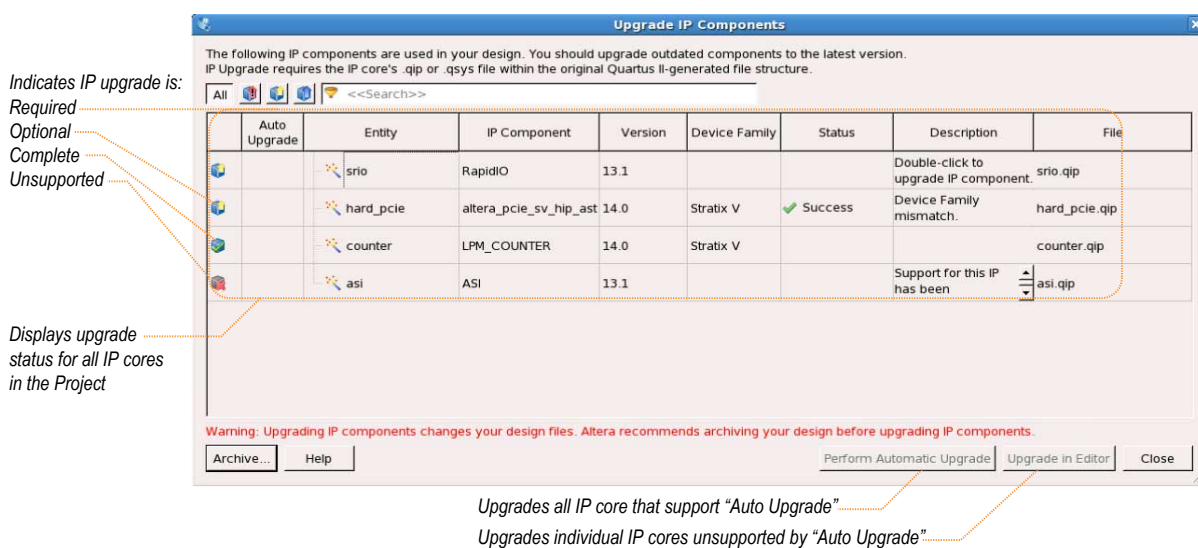 Upgrade IP Components
The following IP components are used in your design. You should upgrade outdated components to the latest version.
IP Upgrade requires the IP core's .qip or .qsys file within the original Quartus II-generated file structure.
Indicates IP upgrade is:
Required
Optional
Complete
Unsupported
All <<Search>>
Auto Upgrade Entity IP Component Version Device Family Status Description File
srio RapidIO 13.1 Double-click to upgrade IP component. srio.qip
hard_pcie altera_pcie_sv_hip_ast 14.0 Stratix V Success Device Family mismatch. hard_pcie.qip
counter LPM_COUNTER 14.0 Stratix V counter.qip
asi ASI 13.1 Support for this IP has been asi.qip
Displays upgrade
status for all IP cores
in the Project
Warning: Upgrading IP components changes your design files. Altera recommends archiving your design before upgrading IP components.
Archive... Help Perform Automatic Upgrade Upgrade in Editor Close
Upgrades all IP core that support “Auto Upgrade”
Upgrades individual IP cores unsupported by “Auto Upgrade”